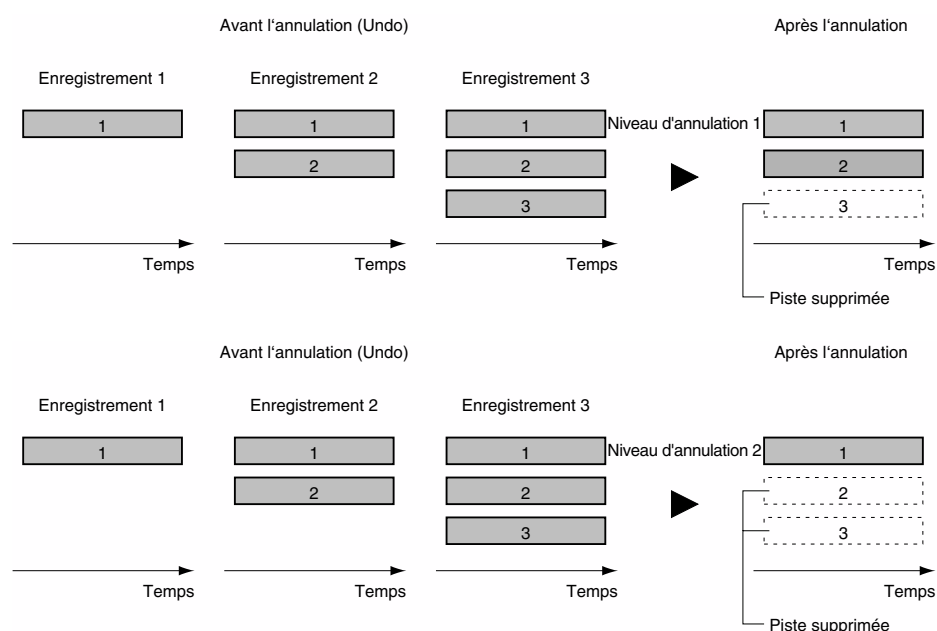 Avant l‘annulation (Undo) Après l‘annulation
Enregistrement 1 Enregistrement 2 Enregistrement 3
1 1 1 Niveau d'annulation 1 1
2 2 2
3 3
Temps Temps Temps Temps
Piste supprimée
Avant l‘annulation (Undo) Après l‘annulation
Enregistrement 1 Enregistrement 2 Enregistrement 3
1 1 1 Niveau d'annulation 2 1
2 2 2
3 3
Temps Temps Temps Temps
Piste supprimée